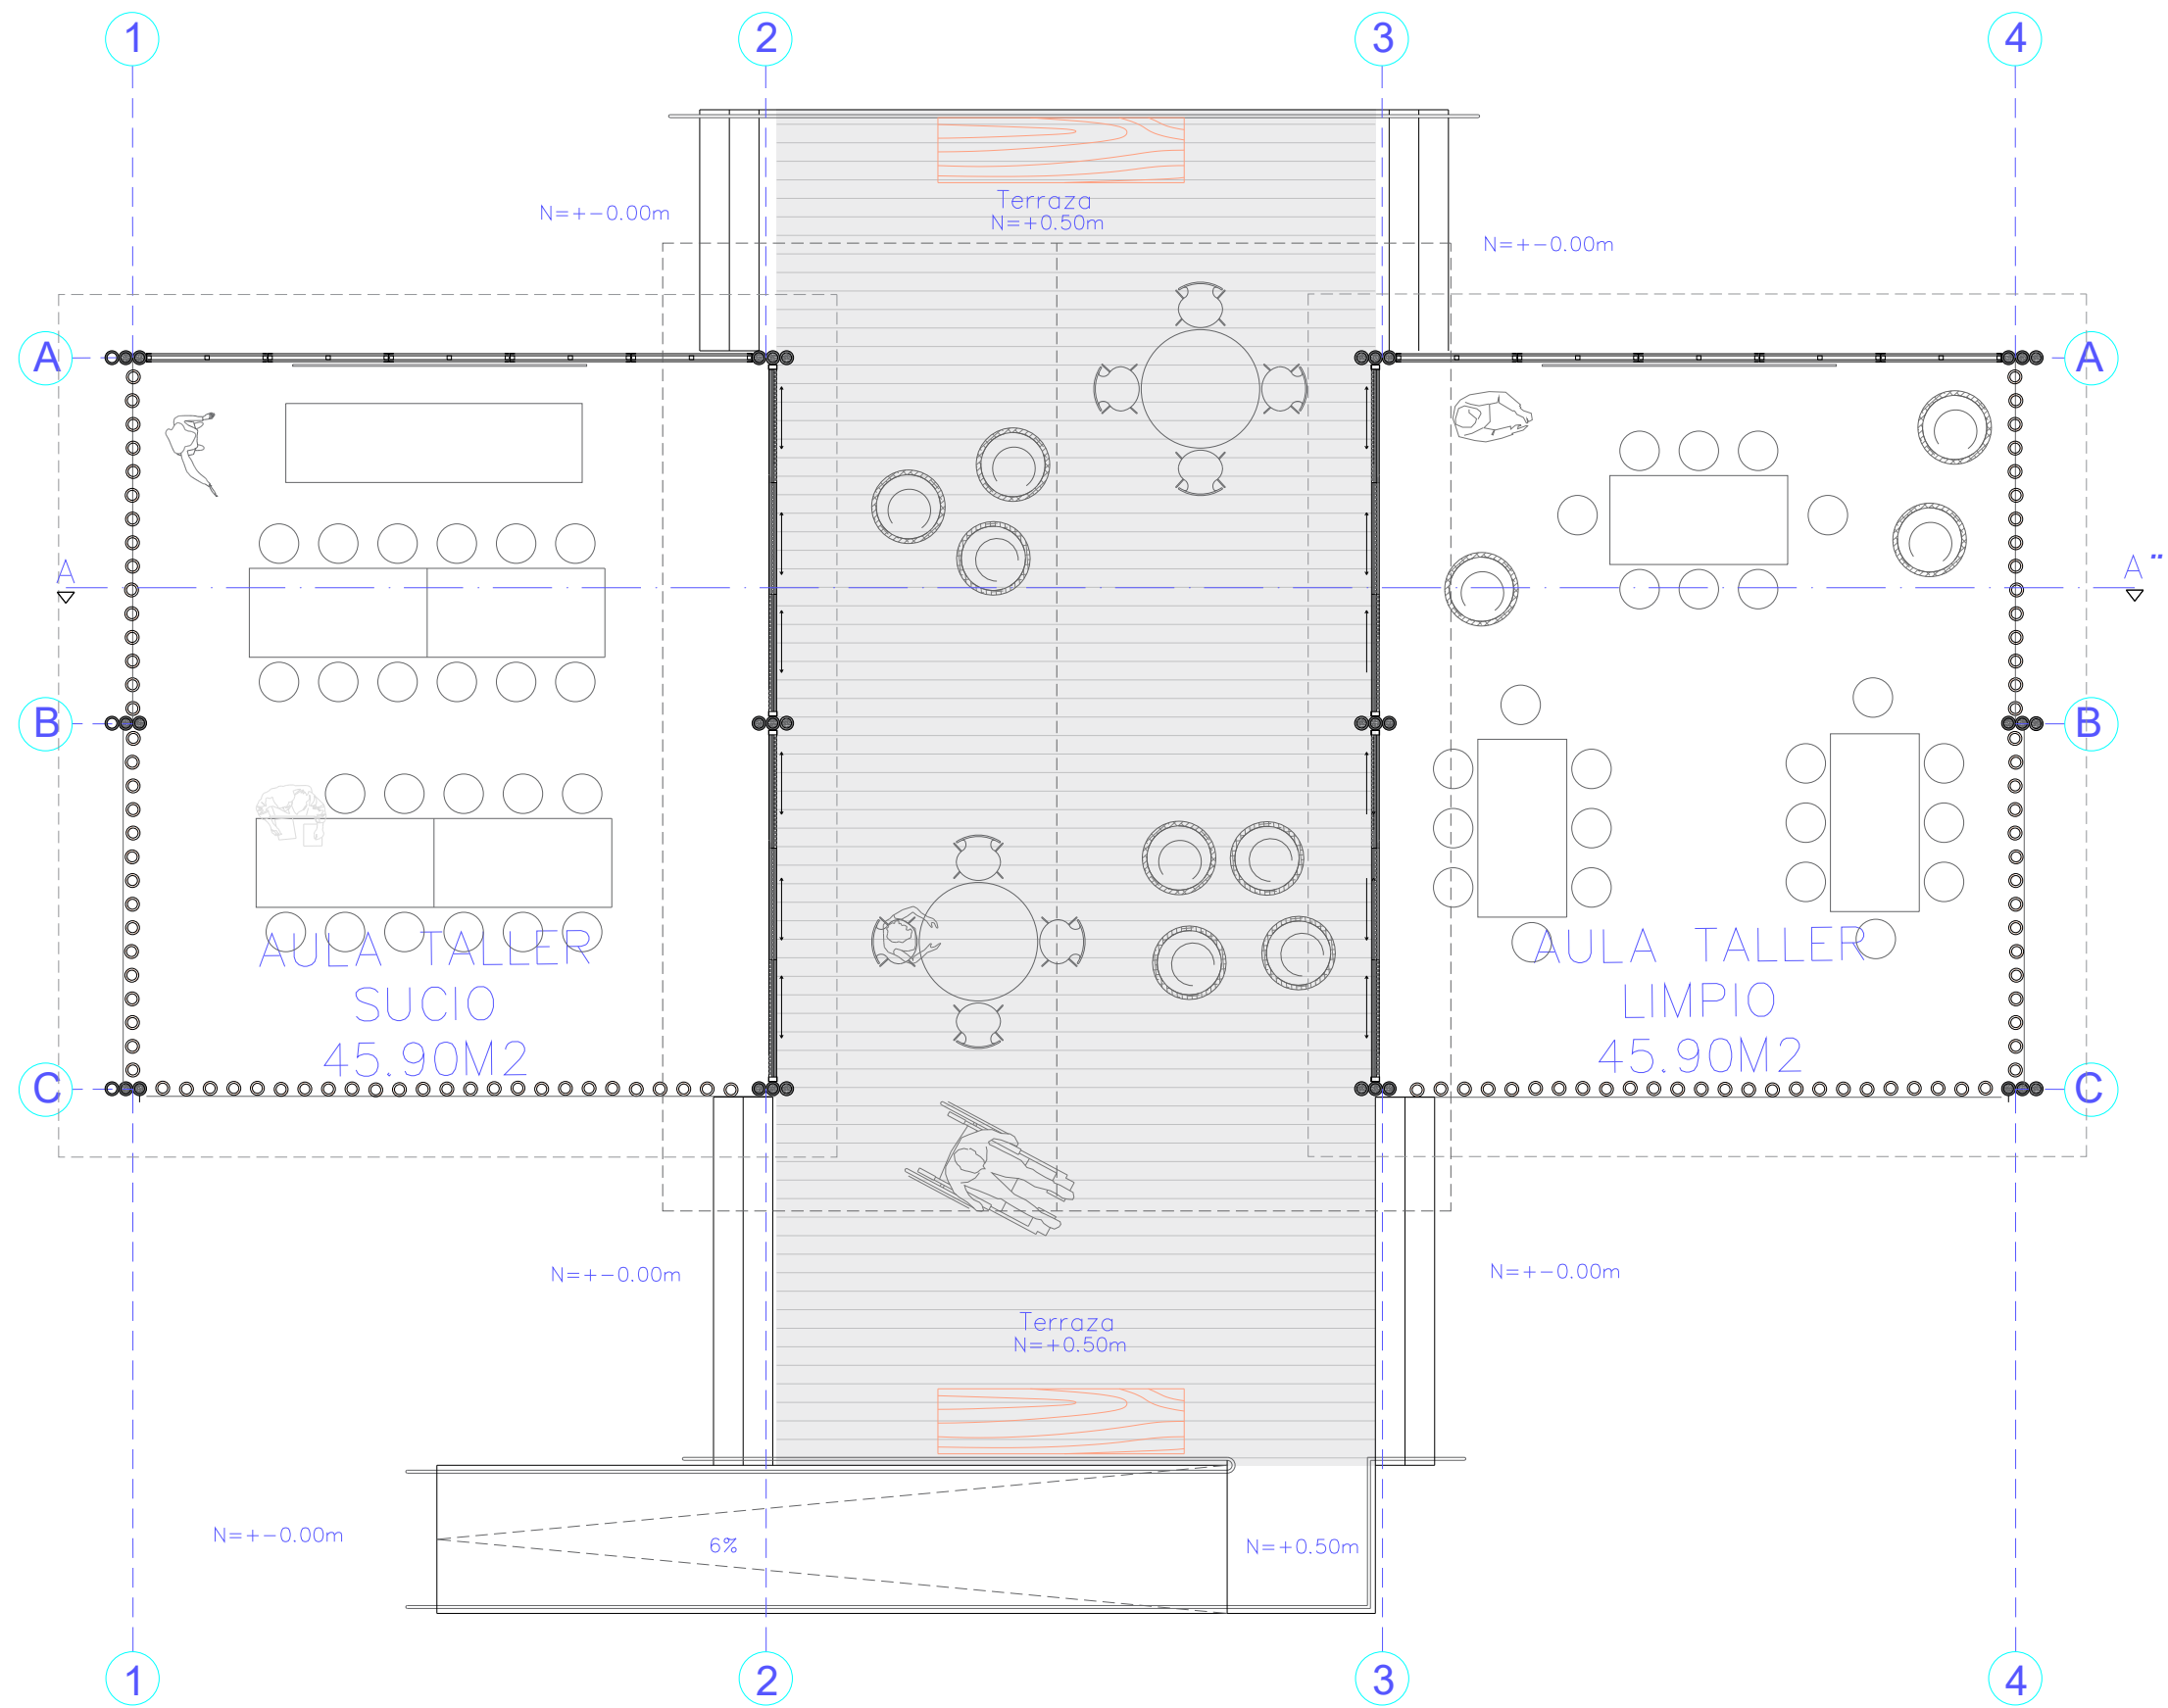 1 2 3 4
Terraza
N=+0.50m
N=+-0.00m
N=+-0.00m
A A
A A¨
B B
AULA TALLER
SUCIO
45.90M2
AULA TALLER
LIMPIO
45.90M2
C C
N=+-0.00m
N=+-0.00m
Terraza
N=+0.50m
N=+-0.00m
6%
N=+0.50m
1 2 3 4